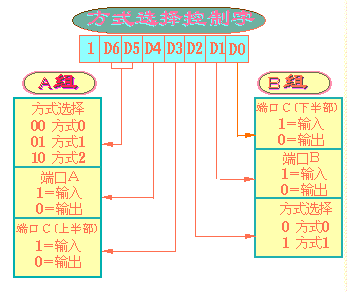 方式选择控制字
1 D6 D5 D4 D3 D2 D1 D0
A组
方式选择
00 方式0
01 方式1
10 方式2
端口A
1=输入
0=输出
端口C(上半部)
1=输入
0=输出
B组
端口C(下半部)
1=输入
0=输出
端口B
1=输入
0=输出
方式选择
0 方式0
1 方式1